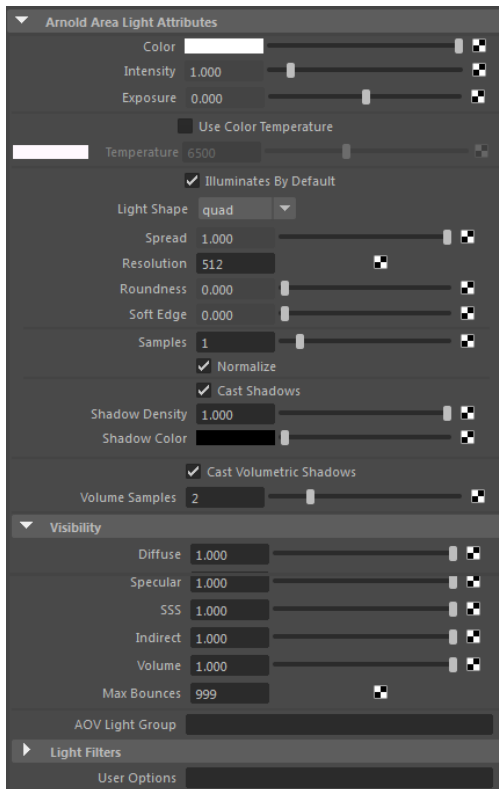 Arnold Area Light Attributes
Color
Intensity 1.000
Exposure 0.000
Use Color Temperature
Temperature 6500
Illuminates By Default
Light Shape quad
Spread 1.000
Resolution 512
Roundness 0.000
Soft Edge 0.000
Samples 1
Normalize
Cast Shadows
Shadow Density 1.000
Shadow Color
Cast Volumetric Shadows
Volume Samples 2
Visibility
Diffuse 1.000
Specular 1.000
SSS 1.000
Indirect 1.000
Volume 1.000
Max Bounces 999
AOV Light Group
Light Filters
User Options